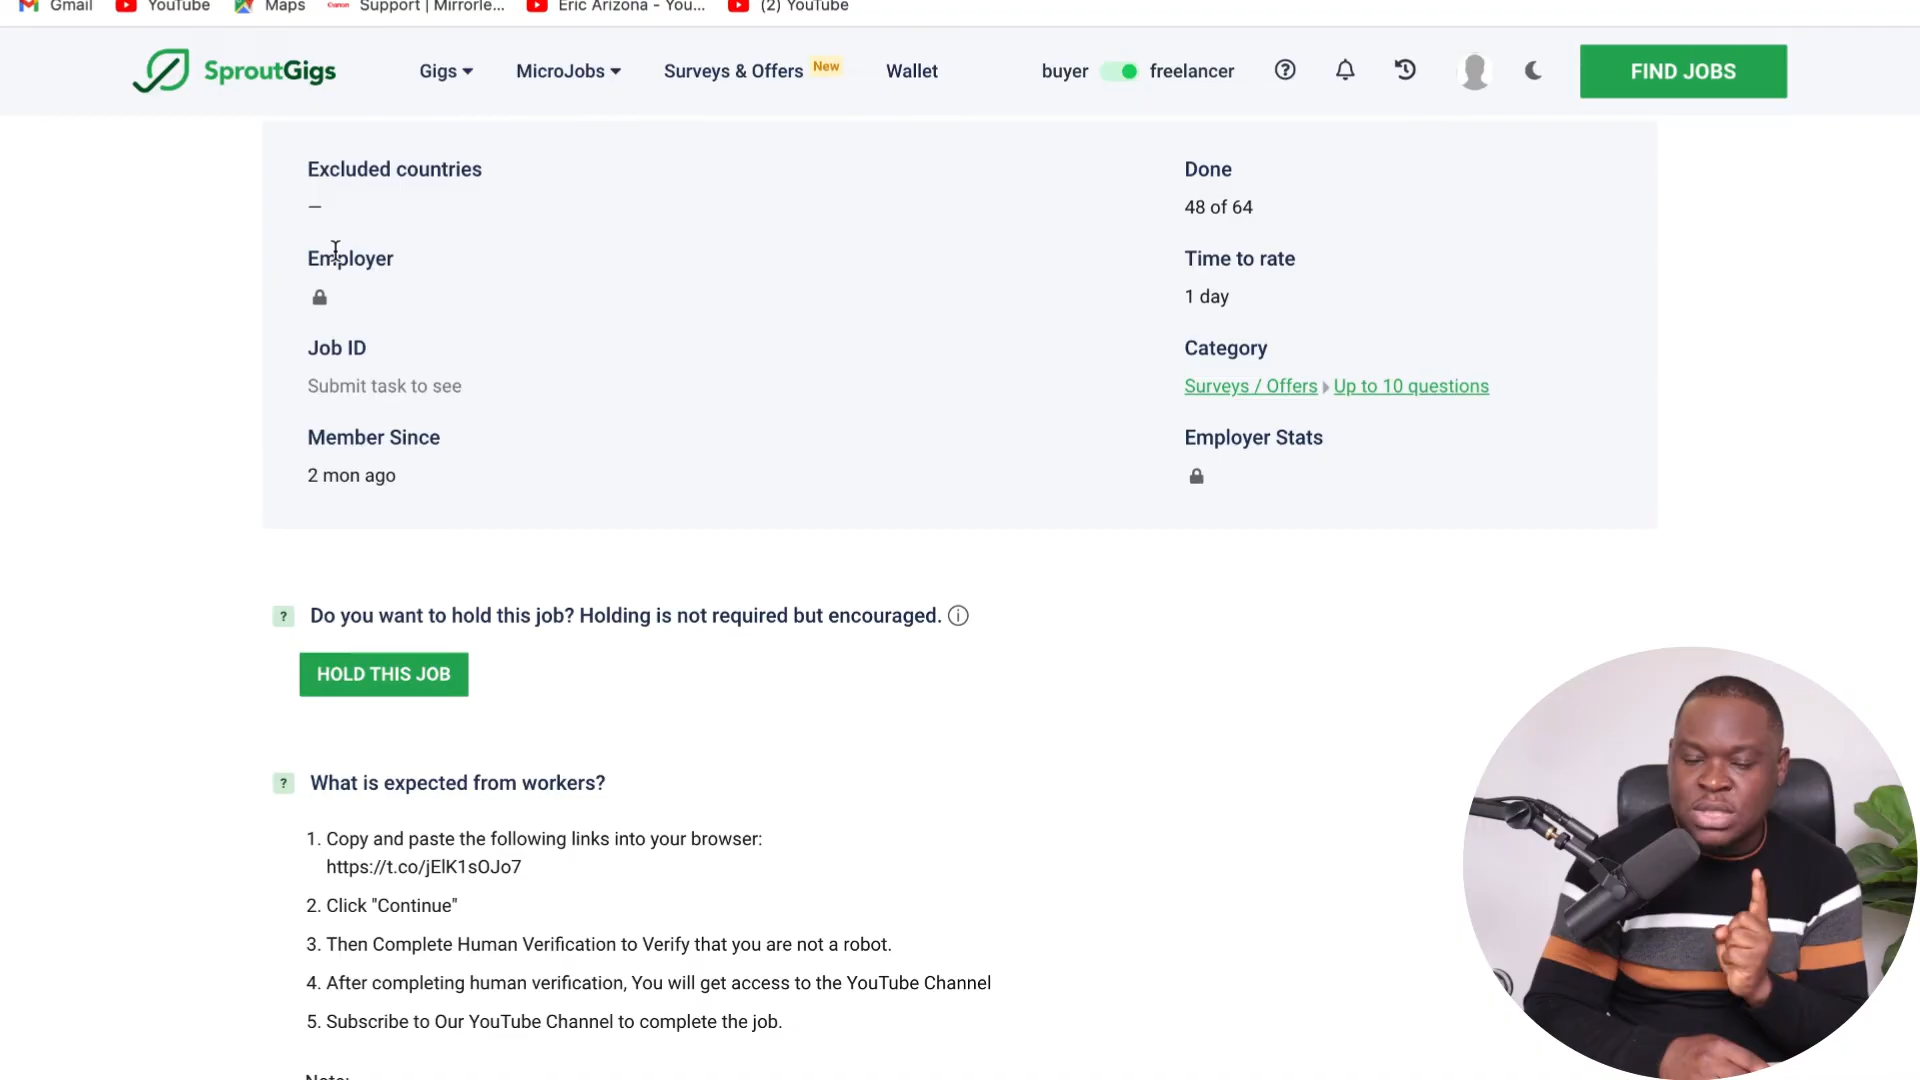 Gmail YouTube Maps Support | Mirrorle... Eric Arizona - You... (2) YouTube
SproutGigs Gigs MicroJobs Surveys & Offers New Wallet buyer freelancer FIND JOBS
Excluded countries
—
Done
48 of 64
Employer
Time to rate
1 day
Job ID
Submit task to see
Category
Surveys / Offers Up to 10 questions
Member Since
2 mon ago
Employer Stats
? Do you want to hold this job? Holding is not required but encouraged.
HOLD THIS JOB
? What is expected from workers?
1. Copy and paste the following links into your browser:
https://t.co/jElK1sOJo7
2. Click "Continue"
3. Then Complete Human Verification to Verify that you are not a robot.
4. After completing human verification, You will get access to the YouTube Channel
5. Subscribe to Our YouTube Channel to complete the job.